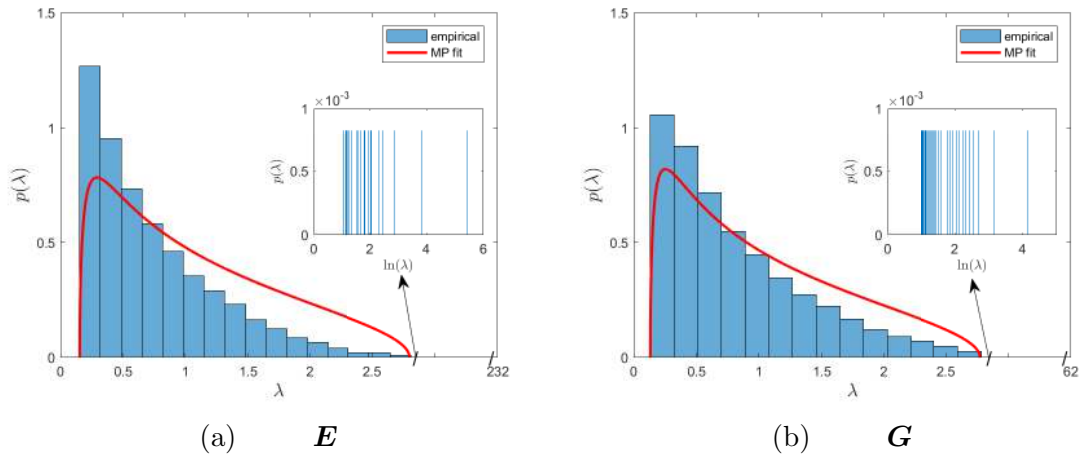 1.5
1
0.5
0
p(λ)
0 0.5 1 1.5 2 2.5 232
λ
empirical
MP fit
× 10⁻³
1
0.5
0
p(λ)
0 2 4 6
ln(λ)
(a) E
1.5
1
0.5
0
p(λ)
0 0.5 1 1.5 2 2.5 62
λ
empirical
MP fit
× 10⁻³
1
0.5
0
p(λ)
0 2 4
ln(λ)
(b) G